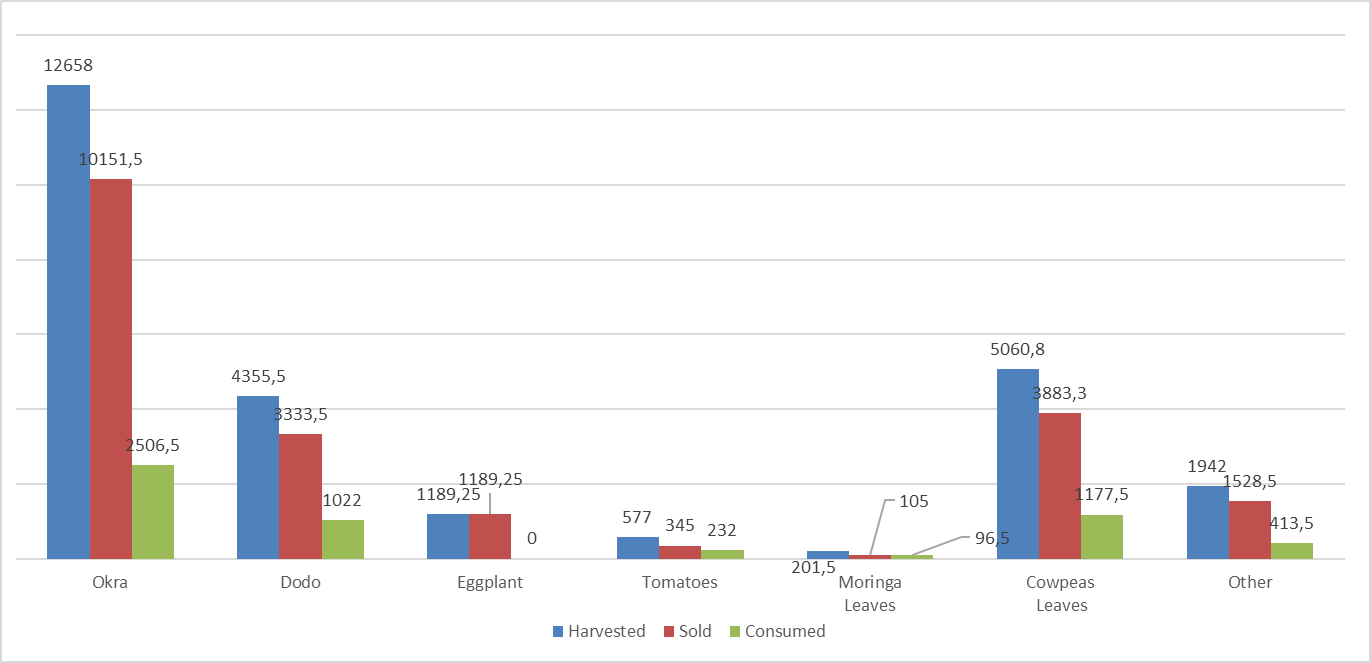 12658
10151,5
2506,5
4355,5
3333,5
1022
1189,25
1189,25
0
577
345
232
201,5
105
96,5
5060,8
3883,3
1177,5
1942
1528,5
413,5
Okra
Dodo
Eggplant
Tomatoes
Moringa
Leaves
Cowpeas
Leaves
Other
Harvested
Sold
Consumed